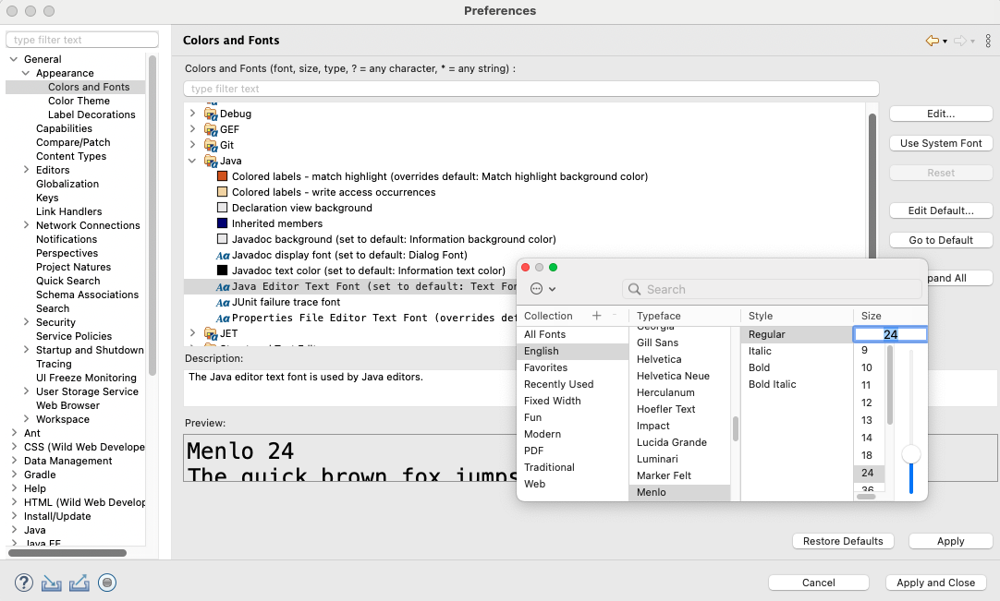 Preferences
type filter text
General
Appearance
Colors and Fonts
Color Theme
Label Decorations
Capabilities
Compare/Patch
Content Types
Editors
Globalization
Keys
Link Handlers
Network Connections
Notifications
Perspectives
Project Natures
Quick Search
Schema Associations
Search
Security
Service Policies
Startup and Shutdown
Tracing
UI Freeze Monitoring
User Storage Service
Web Browser
Workspace
Ant
CSS (Wild Web Develope
Data Management
Gradle
Help
HTML (Wild Web Develop
Install/Update
Java
Java EE
Colors and Fonts
Colors and Fonts (font, size, type, ? = any character, * = any string) :
type filter text
Debug
GEF
Git
Java
Colored labels - match highlight (overrides default: Match highlight background color)
Colored labels - write access occurrences
Declaration view background
Inherited members
Javadoc background (set to default: Information background color)
Aa Javadoc display font (set to default: Dialog Font)
Javadoc text color (set to default: Information text color)
Aa Java Editor Text Font (set to default: Text Fon
Aa JUnit failure trace font
Aa Properties File Editor Text Font (overrides def
JET
Edit...
Use System Font
Reset
Edit Default...
Go to Default
pand All
Description:
The Java editor text font is used by Java editors.
Preview:
Menlo 24
The quick brown fox jumps
Search
Collection
All Fonts
English
Favorites
Recently Used
Fixed Width
Fun
Modern
PDF
Traditional
Web
Typeface
Georgia
Gill Sans
Helvetica
Helvetica Neue
Herculanum
Hoefler Text
Impact
Lucida Grande
Luminari
Marker Felt
Menlo
Style
Regular
Italic
Bold
Bold Italic
Size
24
9
10
11
12
13
14
18
24
36
Restore Defaults
Apply
?
Cancel
Apply and Close